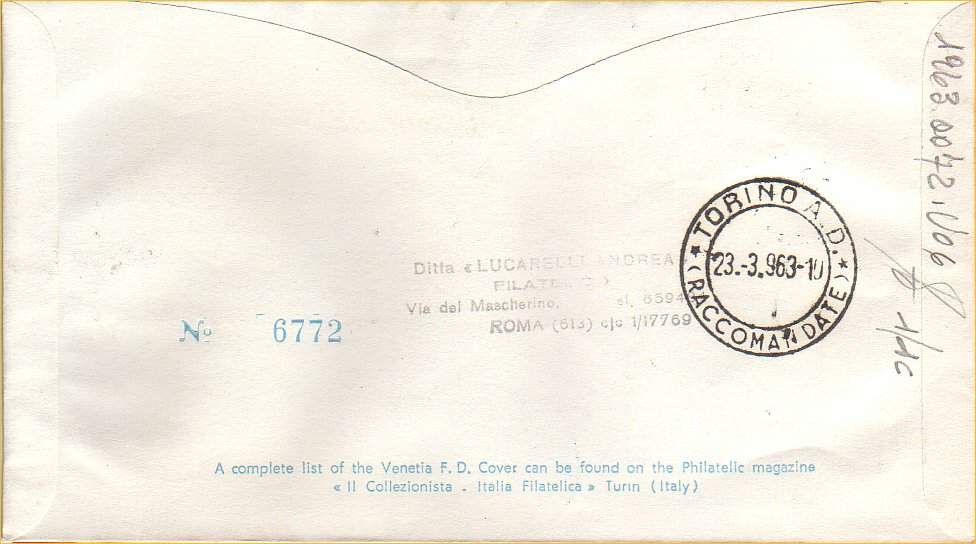 TORINO A.D.
23.-3.963-10
(RACCOMANDATE)
Ditta «LUCARELLI ANDREA»
Via del Mascherino,
ROMA (613) c/c 1/17769
No 6772
A complete list of the Venetia F.D. Cover can be found on the Philatelic magazine
« Il Collezionista - Italia Filatelica » Turin (Italy)
1963.0072.